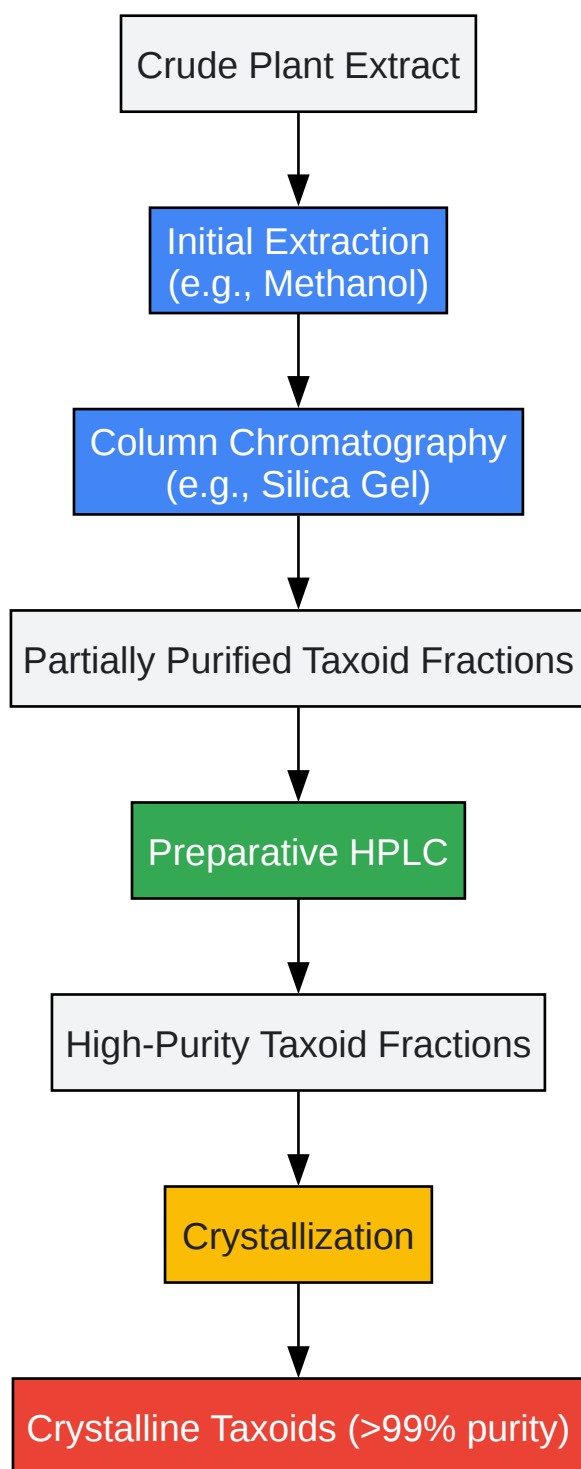 Crude Plant Extract
Initial Extraction
(e.g., Methanol)
Column Chromatography
(e.g., Silica Gel)
Partially Purified Taxoid Fractions
Preparative HPLC
High-Purity Taxoid Fractions
Crystallization
Crystalline Taxoids (>99% purity)